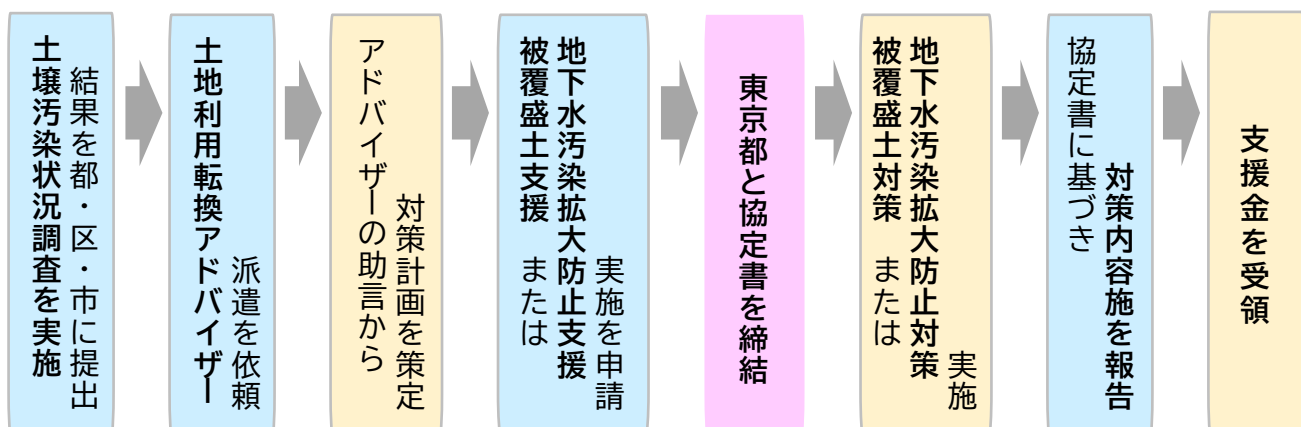 土壌汚染状況調査を実施
結果を都・区・市に提出
土地利用転換アドバイザー
派遣を依頼
アドバイザーの助言から
対策計画を策定
被覆盛土支援 または
地下水汚染拡大防止支援
実施を申請
東京都と協定書を締結
被覆盛土対策 または
地下水汚染拡大防止対策
実施
協定書に基づき
対策内容施を報告
支援金を受領